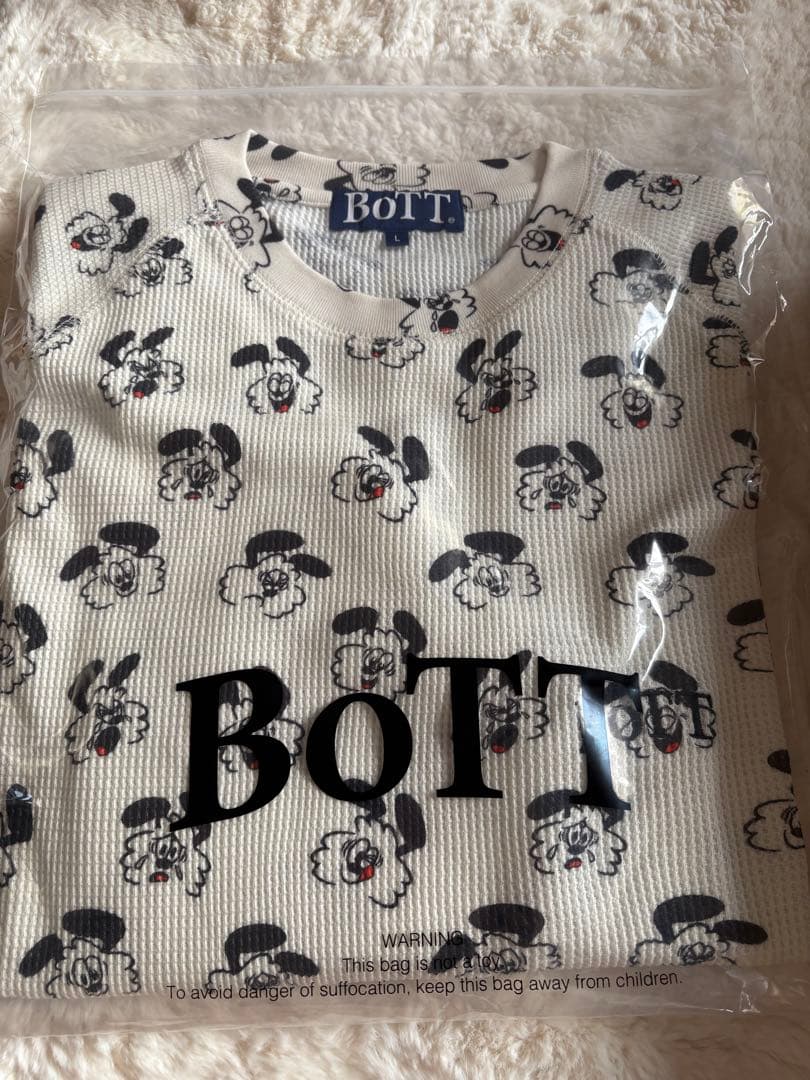 BoTT®
L
BoTT
oTT
WARNING
This bag is not a toy.
To avoid danger of suffocation, keep this bag away from children.